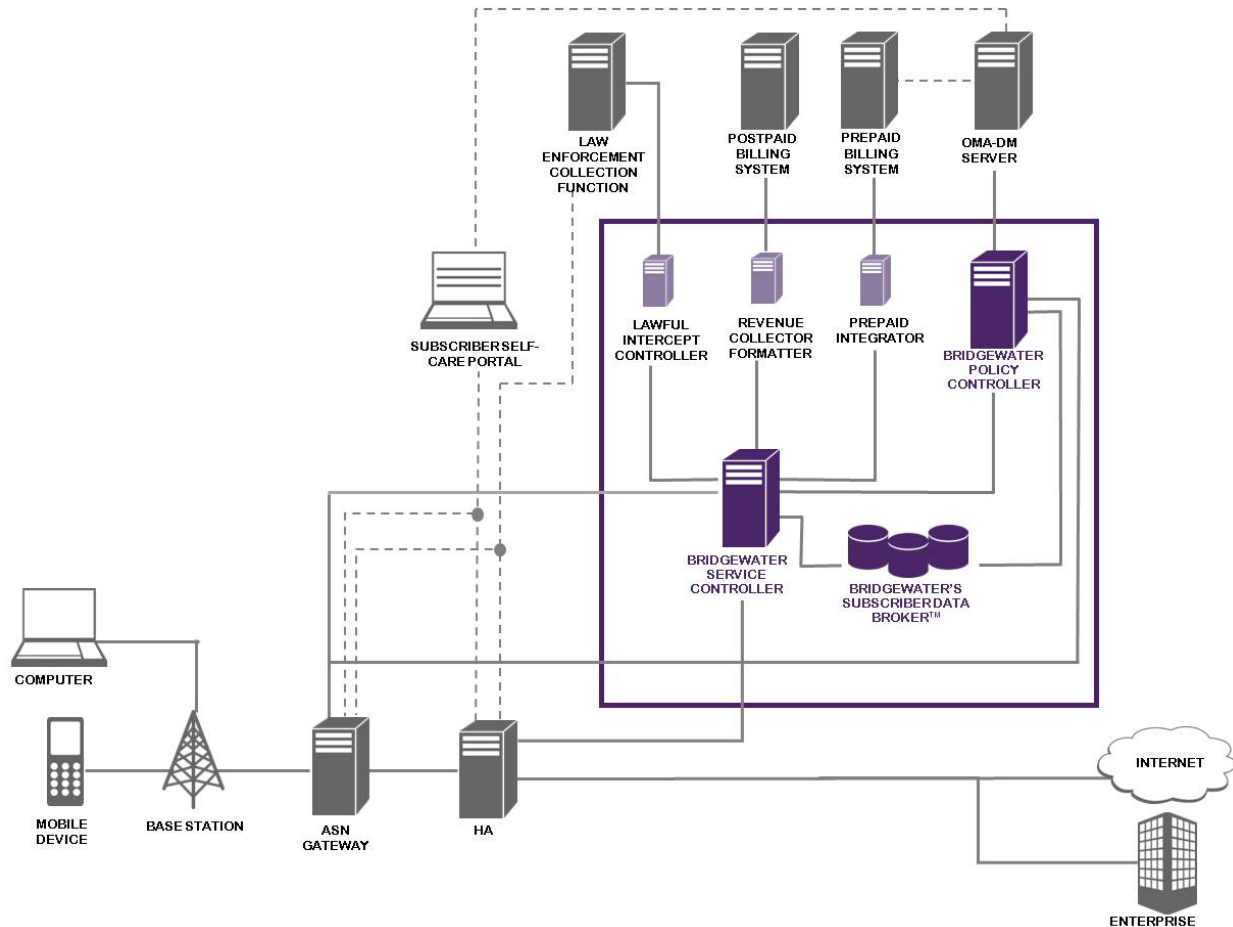 LAW
ENFORCEMENT
COLLECTION
FUNCTION
POSTPAID
BILLING
SYSTEM
PREPAID
BILLING
SYSTEM
OMA-DM
SERVER
SUBSCRIBER SELF-
CARE PORTAL
LAWFUL
INTERCEPT
CONTROLLER
REVENUE
COLLECTOR
FORMATTER
PREPAID
INTEGRATOR
BRIDGEWATER
POLICY
CONTROLLER
BRIDGEWATER
SERVICE
CONTROLLER
BRIDGEWATER'S
SUBSCRIBER DATA
BROKER™
COMPUTER
MOBILE
DEVICE
BASE STATION
ASN
GATEWAY
HA
INTERNET
ENTERPRISE